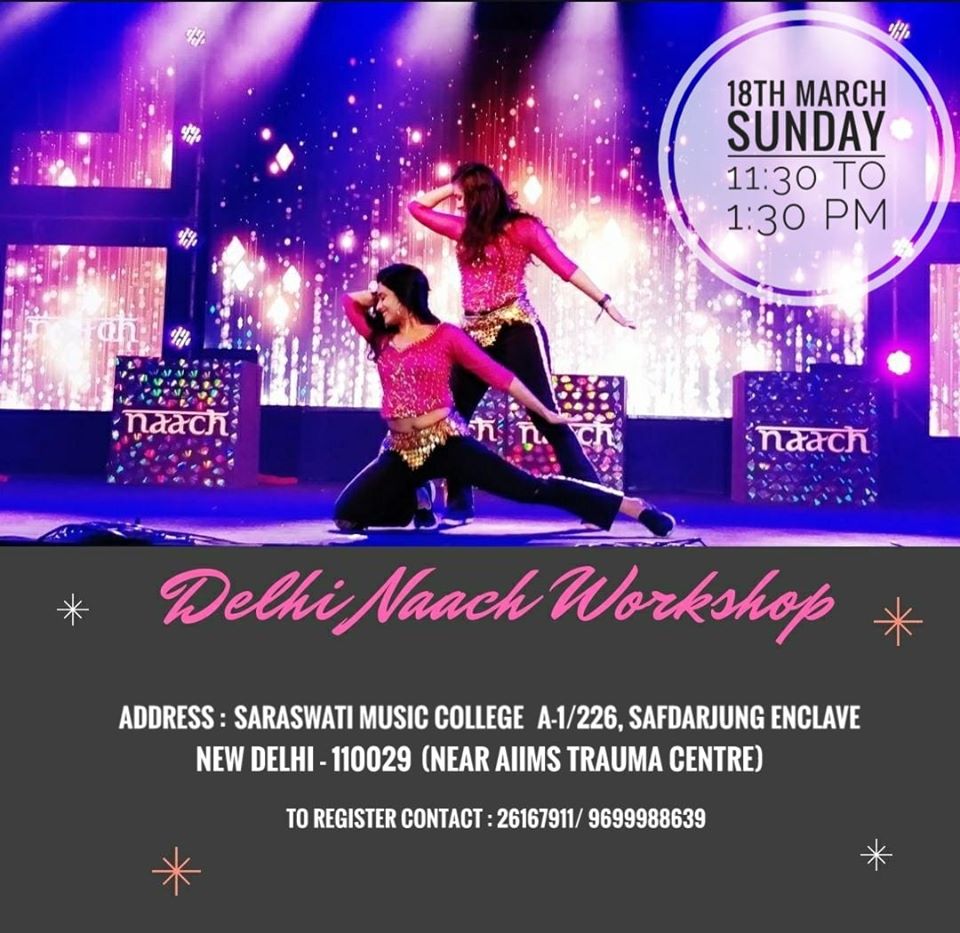 18TH MARCH
SUNDAY
11:30 TO
1:30 PM
naach
naach
naach
naach
Delhi Naach Workshop
ADDRESS : SARASWATI MUSIC COLLEGE A-1/226, SAFDARJUNG ENCLAVE
NEW DELHI - 110029 (NEAR AIIMS TRAUMA CENTRE)
TO REGISTER CONTACT : 26167911/ 9699988639